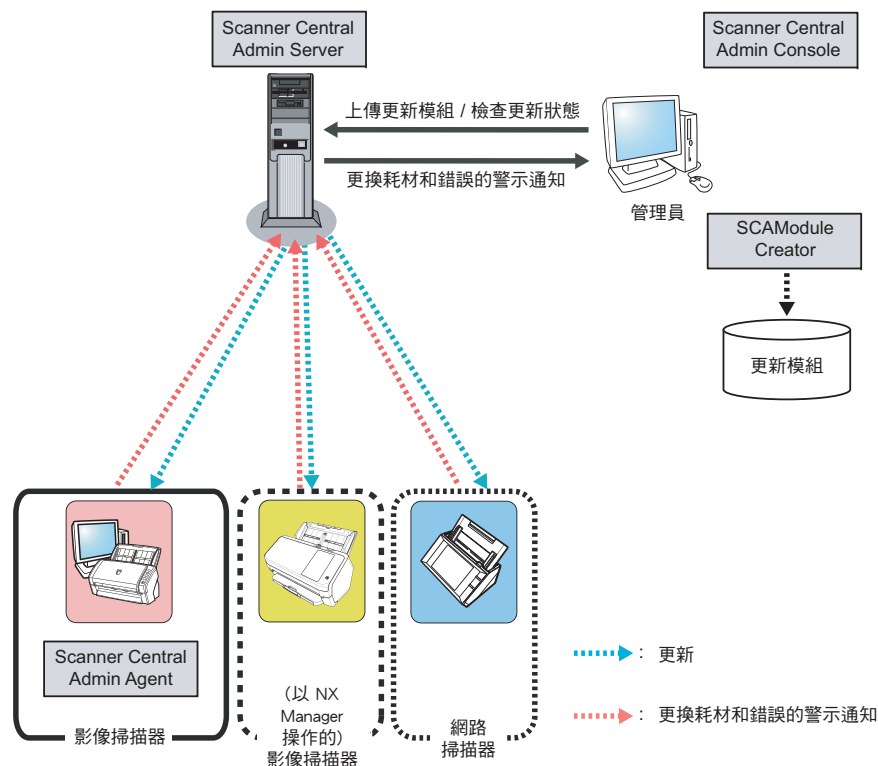 Scanner Central
Admin Server
Scanner Central
Admin Console
上傳更新模組 / 檢查更新狀態
更換耗材和錯誤的警示通知
管理員
SCAModule
Creator
更新模組
Scanner Central
Admin Agent
影像掃描器
（以 NX
Manager
操作的）
影像掃描器
網路
掃描器
： 更新
： 更換耗材和錯誤的警示通知